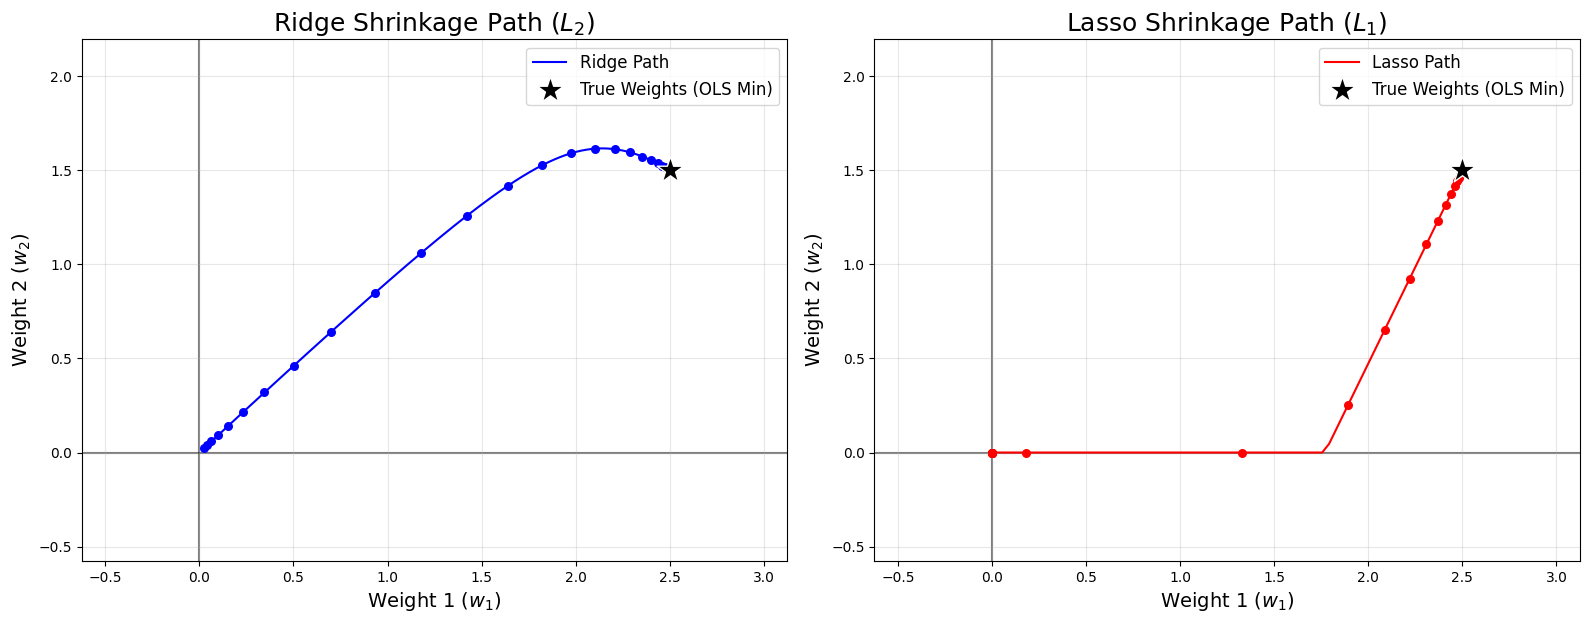 Ridge Shrinkage Path (L₂)
Ridge Path
True Weights (OLS Min)
2.0
1.5
1.0
0.5
0.0
−0.5
Weight 2 (w₂)
−0.5 0.0 0.5 1.0 1.5 2.0 2.5 3.0
Weight 1 (w₁)
Lasso Shrinkage Path (L₁)
Lasso Path
True Weights (OLS Min)
2.0
1.5
1.0
0.5
0.0
−0.5
Weight 2 (w₂)
−0.5 0.0 0.5 1.0 1.5 2.0 2.5 3.0
Weight 1 (w₁)